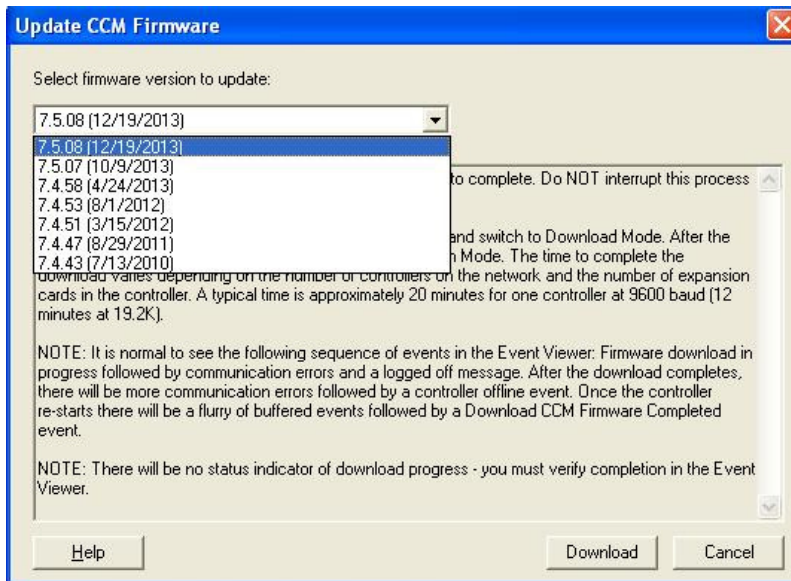 Update CCM Firmware
Select firmware version to update:
7.5.08 (12/19/2013)
7.5.08 (12/19/2013)
7.5.07 (10/9/2013)
7.4.58 (4/24/2013)
7.4.53 (8/1/2012)
7.4.51 (3/15/2012)
7.4.47 (8/29/2011)
7.4.43 (7/13/2010)
to complete. Do NOT interrupt this process
and switch to Download Mode. After the
Mode. The time to complete the
download varies depending on the number of controllers on the network and the number of expansion
cards in the controller. A typical time is approximately 20 minutes for one controller at 9600 baud (12
minutes at 19.2K).
NOTE: It is normal to see the following sequence of events in the Event Viewer: Firmware download in
progress followed by communication errors and a logged off message. After the download completes,
there will be more communication errors followed by a controller offline event. Once the controller
re-starts there will be a flurry of buffered events followed by a Download CCM Firmware Completed
event.
NOTE: There will be no status indicator of download progress - you must verify completion in the Event
Viewer.
Help
Download
Cancel